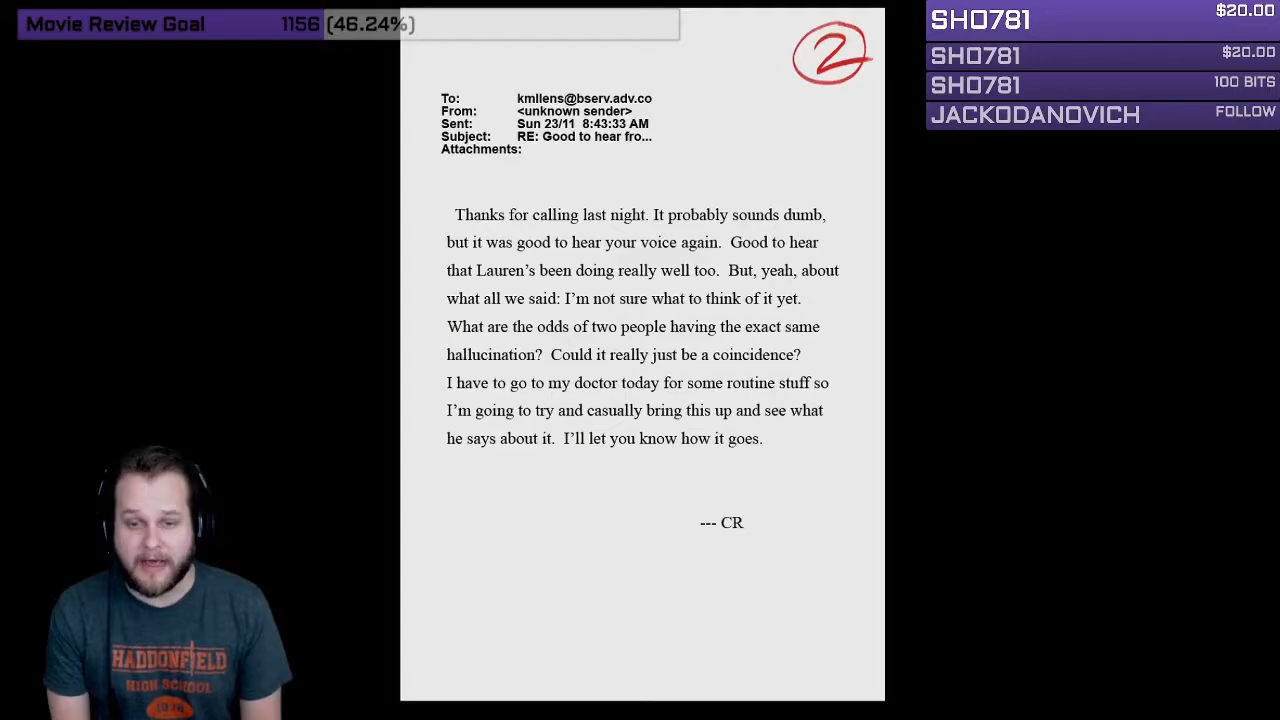 Movie Review Goal 1156 (46.24%)
SHO781 $20.00
SHO781 $20.00
SHO781 100 BITS
JACKODANOVICH FOLLOW
2
To: kmllens@bserv.adv.co
From: <unknown sender>
Sent: Sun 23/11 8:43:33 AM
Subject: RE: Good to hear fro...
Attachments:
Thanks for calling last night. It probably sounds dumb,
but it was good to hear your voice again. Good to hear
that Lauren's been doing really well too. But, yeah, about
what all we said: I'm not sure what to think of it yet.
What are the odds of two people having the exact same
hallucination? Could it really just be a coincidence?
I have to go to my doctor today for some routine stuff so
I'm going to try and casually bring this up and see what
he says about it. I'll let you know how it goes.
--- CR
HADDONFIELD
HIGH SCHOOL
1978